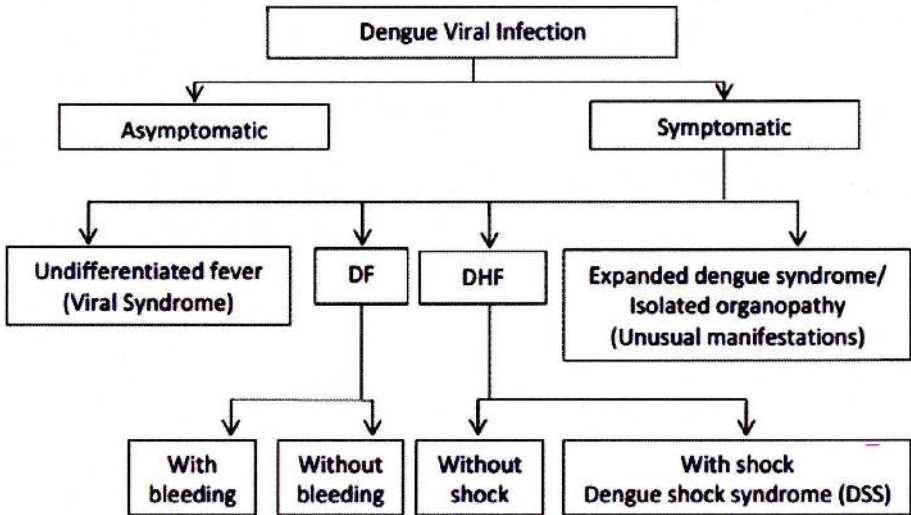 Dengue Viral Infection
Asymptomatic
Symptomatic
Undifferentiated fever
(Viral Syndrome)
DF
DHF
Expanded dengue syndrome/
Isolated organopathy
(Unusual manifestations)
With
bleeding
Without
bleeding
Without
shock
With shock
Dengue shock syndrome (DSS)